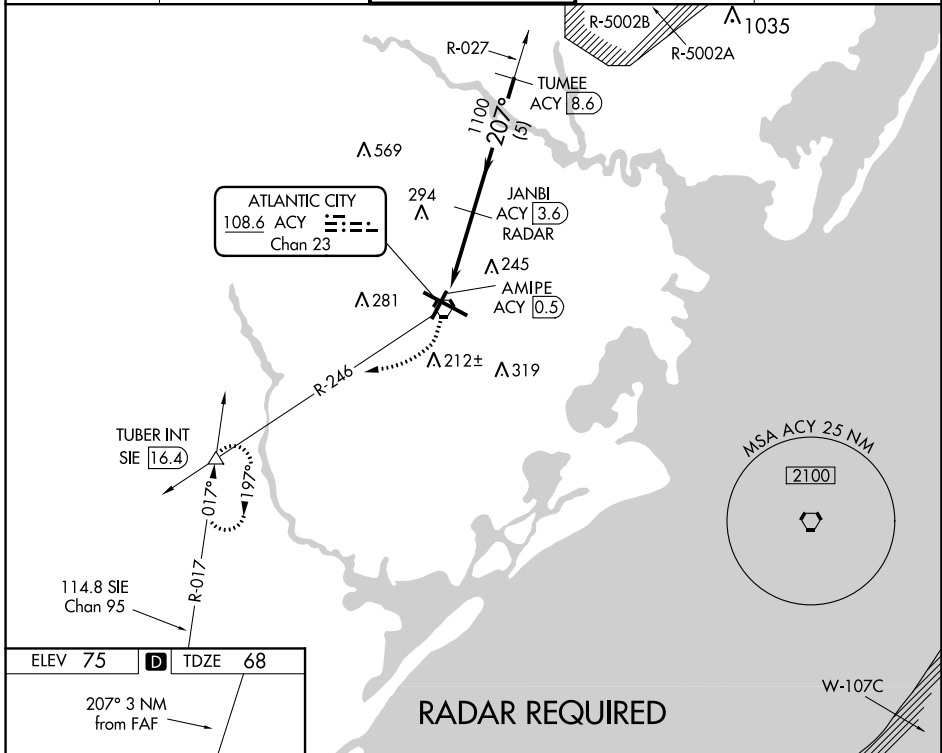 R-5002B
1035
R-5002A
R-027
TUMEE
ACY 8.6
1100
207°
(5)
569
294
JANBI
ACY 3.6
RADAR
ATLANTIC CITY
108.6 ACY
Chan 23
245
AMIPE
ACY 0.5
281
212±
319
R-246
TUBER INT
SIE 16.4
017°
197°
R-017
114.8 SIE
Chan 95
MSA ACY 25 NM
2100
ELEV 75 D TDZE 68
207° 3 NM
from FAF
RADAR REQUIRED
W-107C